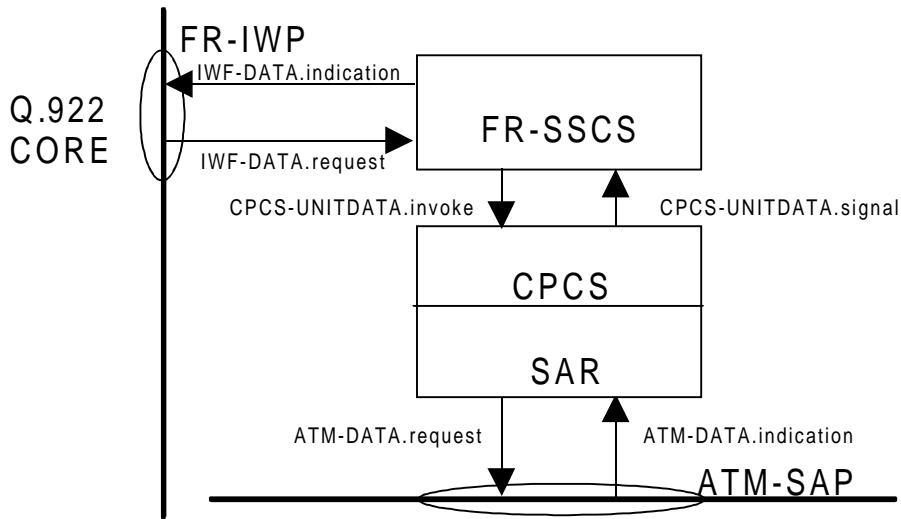 FR-IWP
IWF-DATA.indication
Q.922
CORE
FR-SSCS
IWF-DATA.request
CPCS-UNITDATA.invoke
CPCS-UNITDATA.signal
CPCS
SAR
ATM-DATA.request
ATM-DATA.indication
ATM-SAP